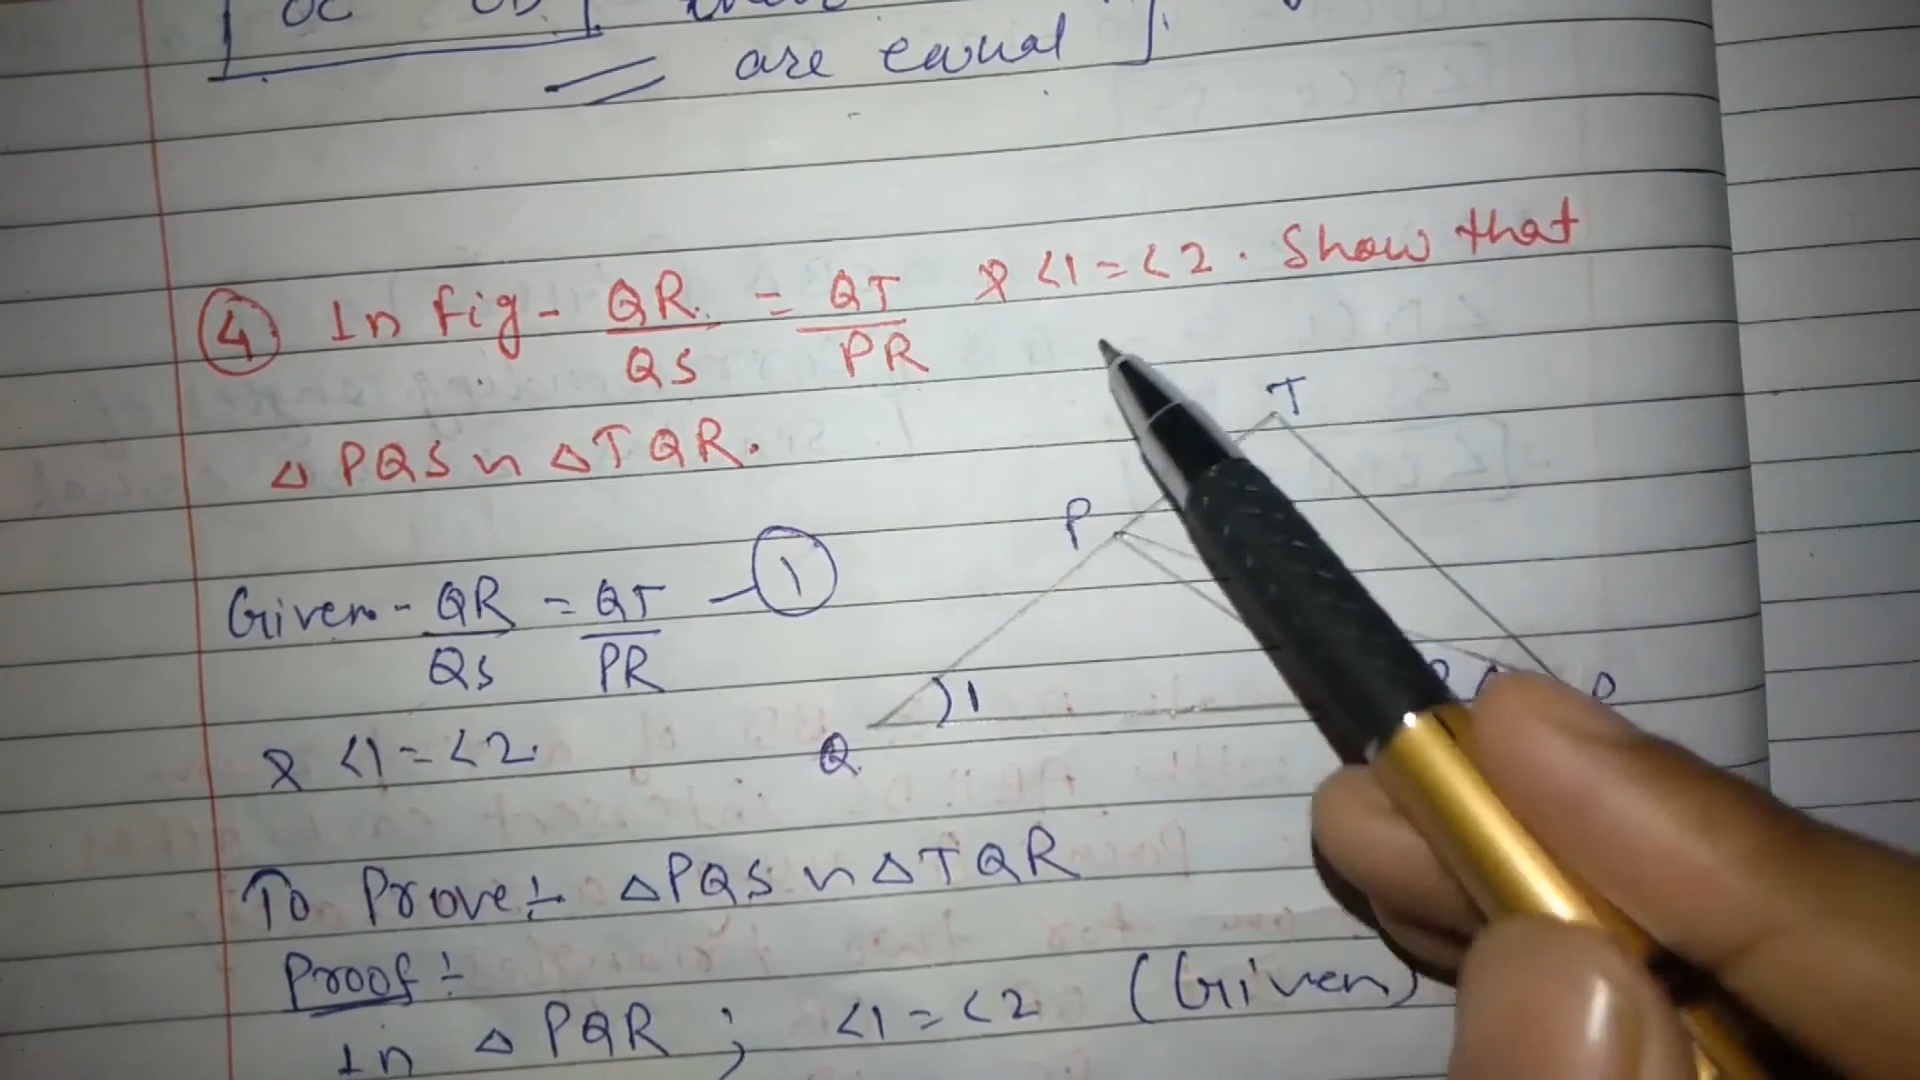 are equal ].
④ In fig - QR/QS = QT/PR & ∠1 = ∠2 . Show that
△ PQS ~ △ TQR.
T
P
Given - QR/QS = QT/PR — ①
1
Q
& ∠1 = ∠2.
To Prove :- △PQS ~ △TQR
Proof :-
In △ PQR ; ∠1 = ∠2 (Given)